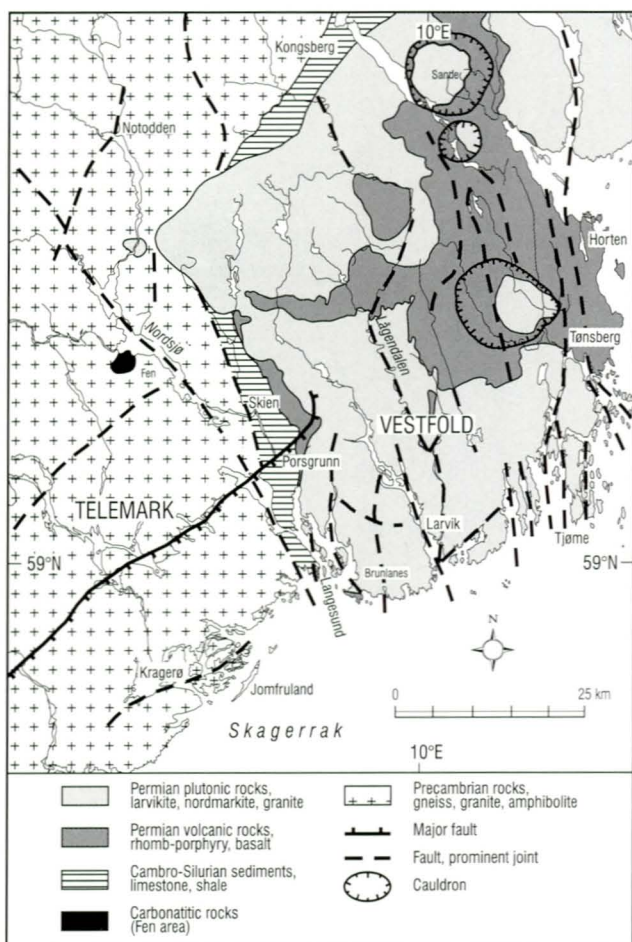 10°E
Kongsberg
Sande
Notodden
Horten
Nordsjø
Lågendalen
Tønsberg
Fen
Skien
VESTFOLD
Porsgrunn
TELEMARK
Larvik
Tjøme
59°N
59°N
Brunlanes
Langesund
N
Kragerø
Jomfruland
0 25 km
Skagerrak
10°E
Permian plutonic rocks,
larvikite, nordmarkite, granite
Permian volcanic rocks,
rhomb-porphyry, basalt
Cambro-Silurian sediments,
limestone, shale
Carbonatitic rocks
(Fen area)
Precambrian rocks,
gneiss, granite, amphibolite
Major fault
Fault, prominent joint
Cauldron